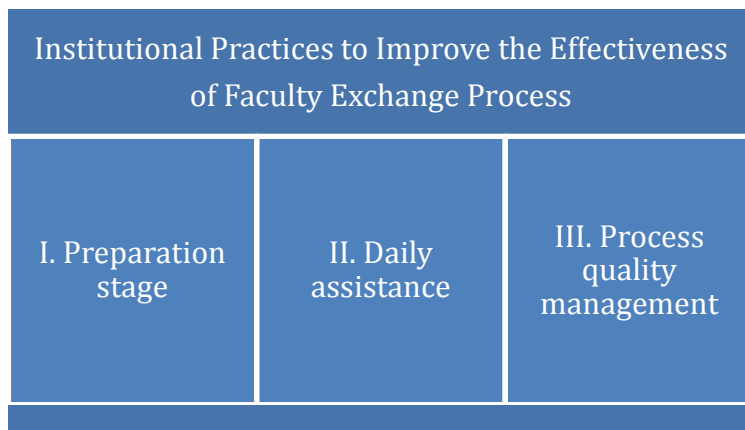 Institutional Practices to Improve the Effectiveness
of Faculty Exchange Process
I. Preparation
stage
II. Daily
assistance
III. Process
quality
management